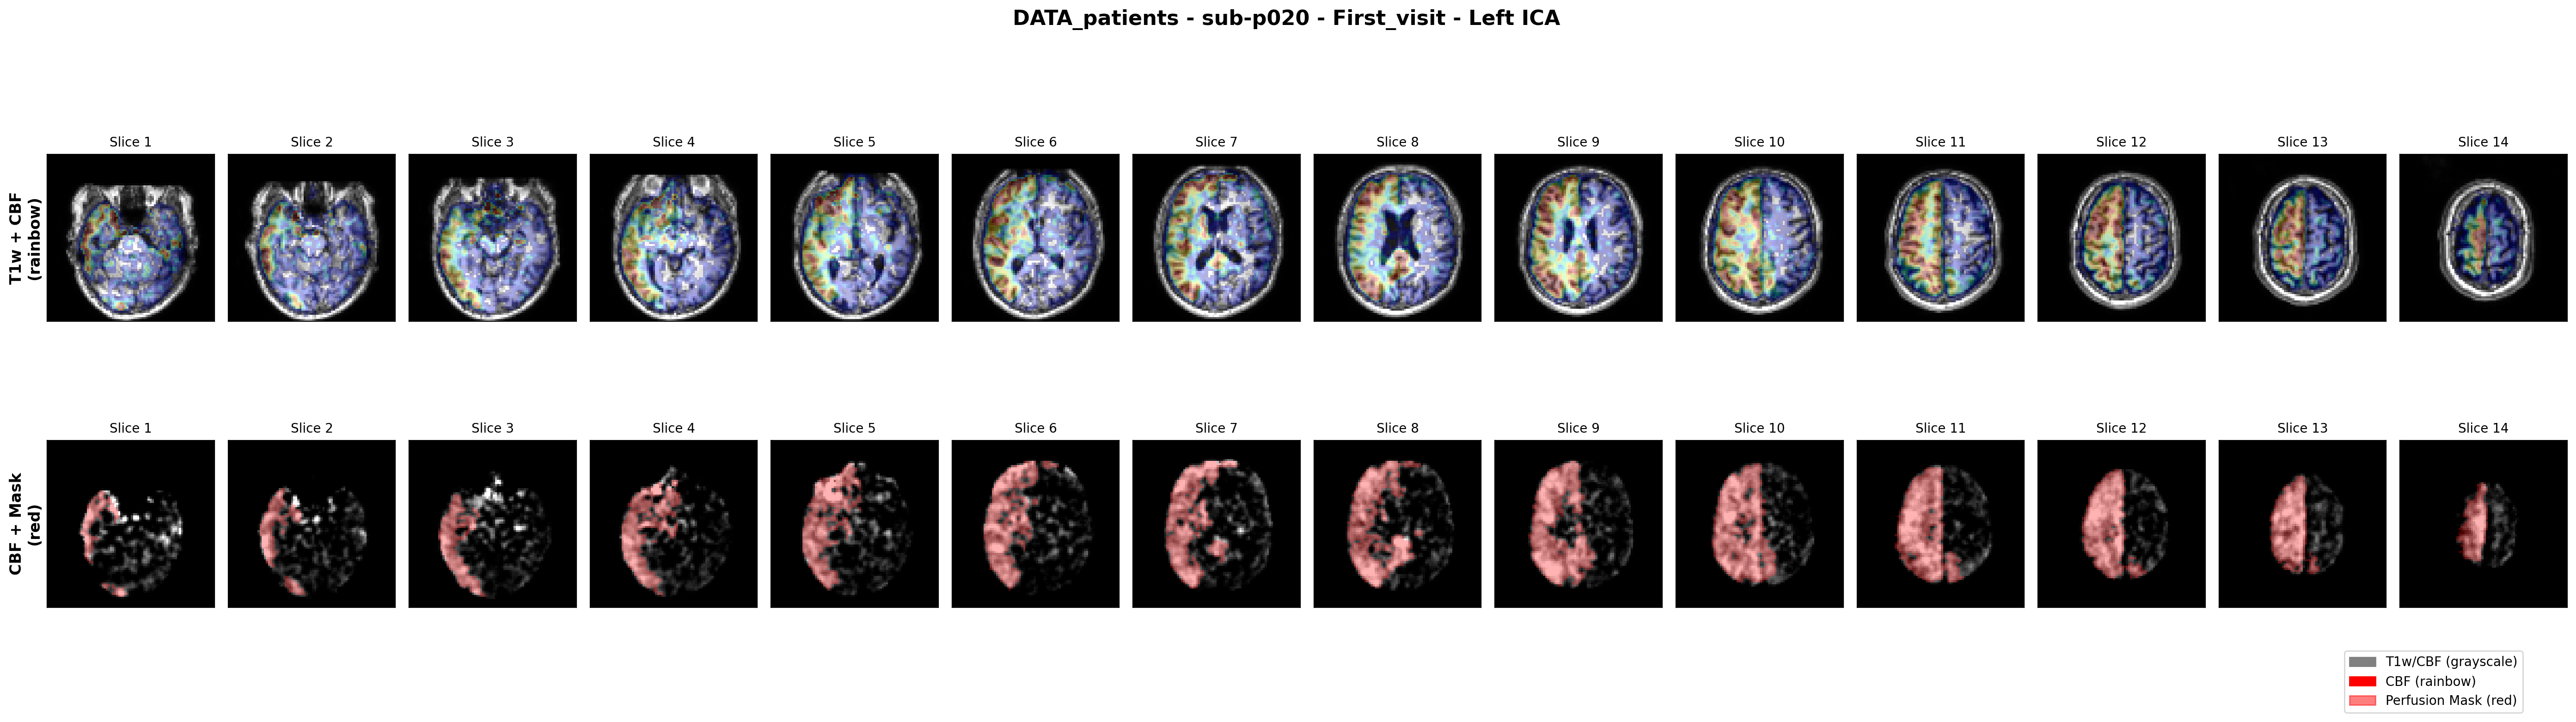 DATA_patients - sub-p020 - First_visit - Left ICA
T1w + CBF
(rainbow)
Slice 1
Slice 2
Slice 3
Slice 4
Slice 5
Slice 6
Slice 7
Slice 8
Slice 9
Slice 10
Slice 11
Slice 12
Slice 13
Slice 14
CBF + Mask
(red)
Slice 1
Slice 2
Slice 3
Slice 4
Slice 5
Slice 6
Slice 7
Slice 8
Slice 9
Slice 10
Slice 11
Slice 12
Slice 13
Slice 14
T1w/CBF (grayscale)
CBF (rainbow)
Perfusion Mask (red)